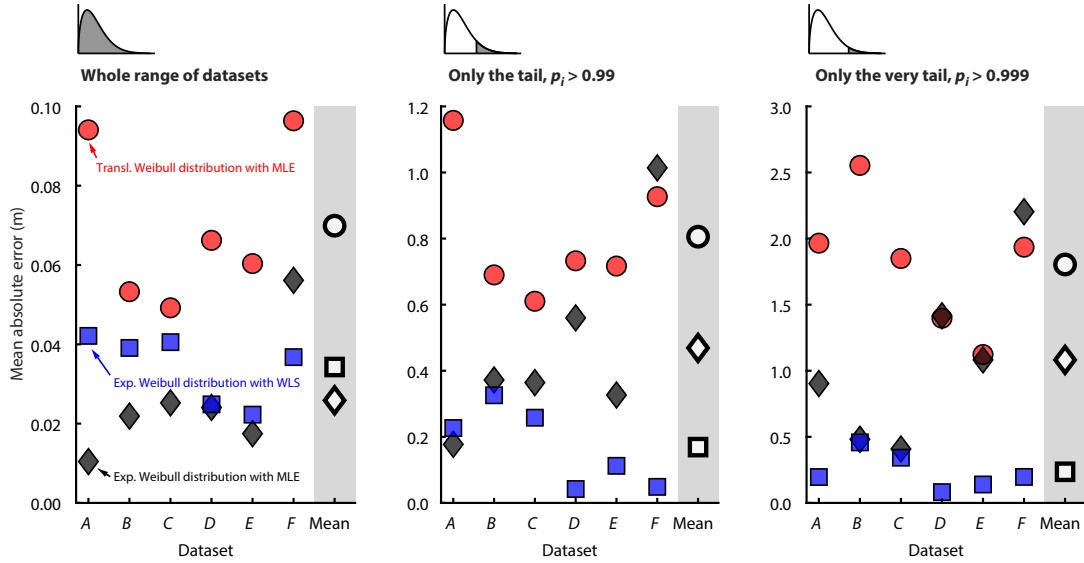 Whole range of datasets
Only the tail, pi > 0.99
Only the very tail, pi > 0.999
Mean absolute error (m)
0.10
0.08
0.06
0.04
0.02
0.00
Transl. Weibull distribution with MLE
Exp. Weibull distribution with WLS
Exp. Weibull distribution with MLE
A B C D E F Mean
Dataset
1.2
1.0
0.8
0.6
0.4
0.2
0.0
A B C D E F Mean
Dataset
3.0
2.5
2.0
1.5
1.0
0.5
0.0
A B C D E F Mean
Dataset